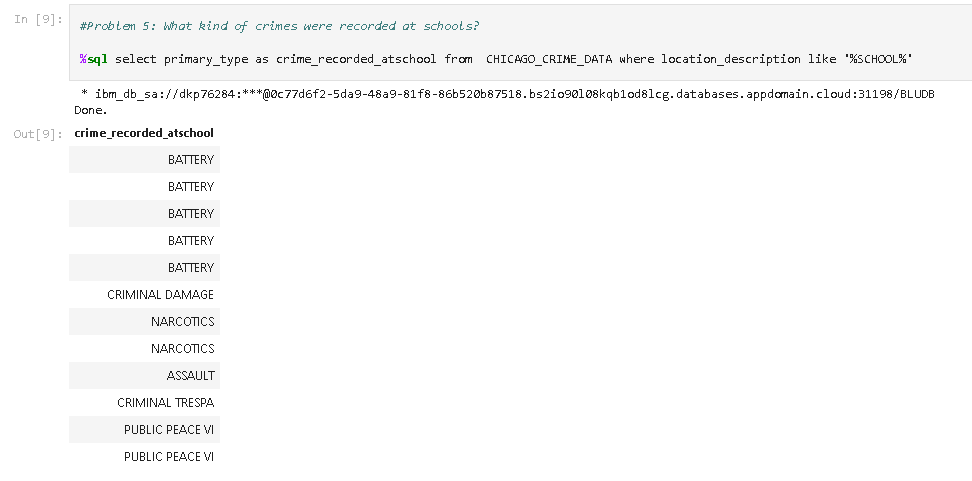 In [9]:
#Problem 5: What kind of crimes were recorded at schools?
%sql select primary_type as crime_recorded_atschool from  CHICAGO_CRIME_DATA where location_description like '%SCHOOL%'
* ibm_db_sa://dkp76284:***@0c77d6f2-5da9-48a9-81f8-86b520b87518.bs2io90l08kqb1od8lcg.databases.appdomain.cloud:31198/BLUDB
Done.
Out[9]:
crime_recorded_atschool
BATTERY
BATTERY
BATTERY
BATTERY
BATTERY
CRIMINAL DAMAGE
NARCOTICS
NARCOTICS
ASSAULT
CRIMINAL TRESPA
PUBLIC PEACE VI
PUBLIC PEACE VI